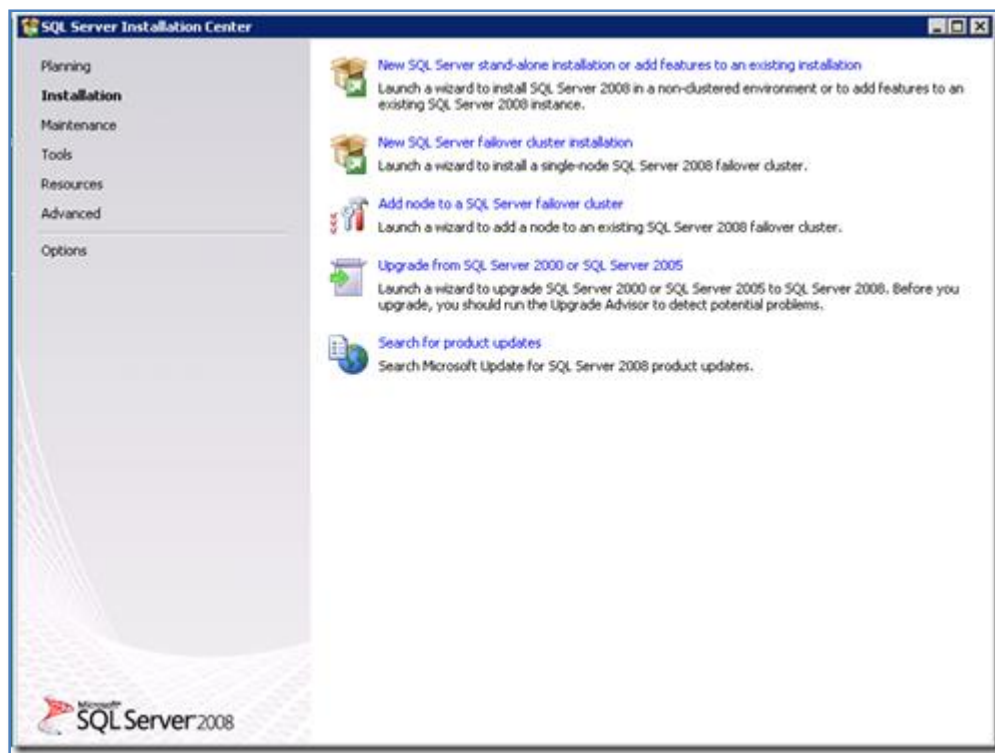 SQL Server Installation Center
Planning
Installation
Maintenance
Tools
Resources
Advanced
Options
New SQL Server stand-alone installation or add features to an existing installation
Launch a wizard to install SQL Server 2008 in a non-clustered environment or to add features to an
existing SQL Server 2008 instance.
New SQL Server failover cluster installation
Launch a wizard to install a single-node SQL Server 2008 failover cluster.
Add node to a SQL Server failover cluster
Launch a wizard to add a node to an existing SQL Server 2008 failover cluster.
Upgrade from SQL Server 2000 or SQL Server 2005
Launch a wizard to upgrade SQL Server 2000 or SQL Server 2005 to SQL Server 2008. Before you
upgrade, you should run the Upgrade Advisor to detect potential problems.
Search for product updates
Search Microsoft Update for SQL Server 2008 product updates.
Microsoft
SQL Server 2008